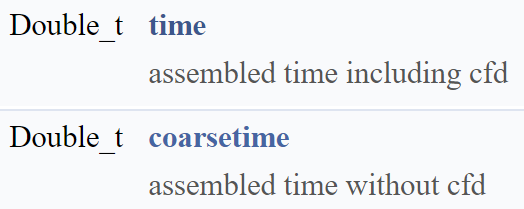 Double_t time
assembled time including cfd
Double_t coarsetime
assembled time without cfd